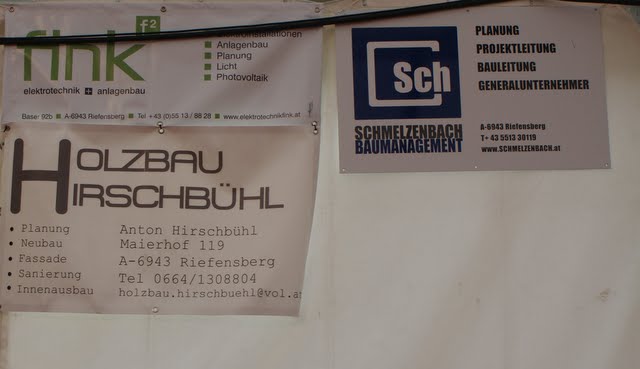 fink f²
Elektroinstallationen
Anlagenbau
Planung
Licht
Photovoltaik
elektrotechnik + anlagenbau
Base 92b ■ A-6943 Riefensberg ■ Tel +43 (0)55 13 / 88 28 ■ www.elektrotechnikfink.at
HOLZBAU
HIRSCHBÜHL
• Planung
• Neubau
• Fassade
• Sanierung
• Innenausbau
Anton Hirschbühl
Maierhof 119
A-6943 Riefensberg
Tel 0664/1308804
holzbau.hirschbuehl@vol.a
Sch
SCHMELZENBACH
BAUMANAGEMENT
PLANUNG
PROJEKTLEITUNG
BAULEITUNG
GENERALUNTERNEHMER
A-6943 Riefensberg
T+ 43 5513 30119
www.SCHMELZENBACH.at